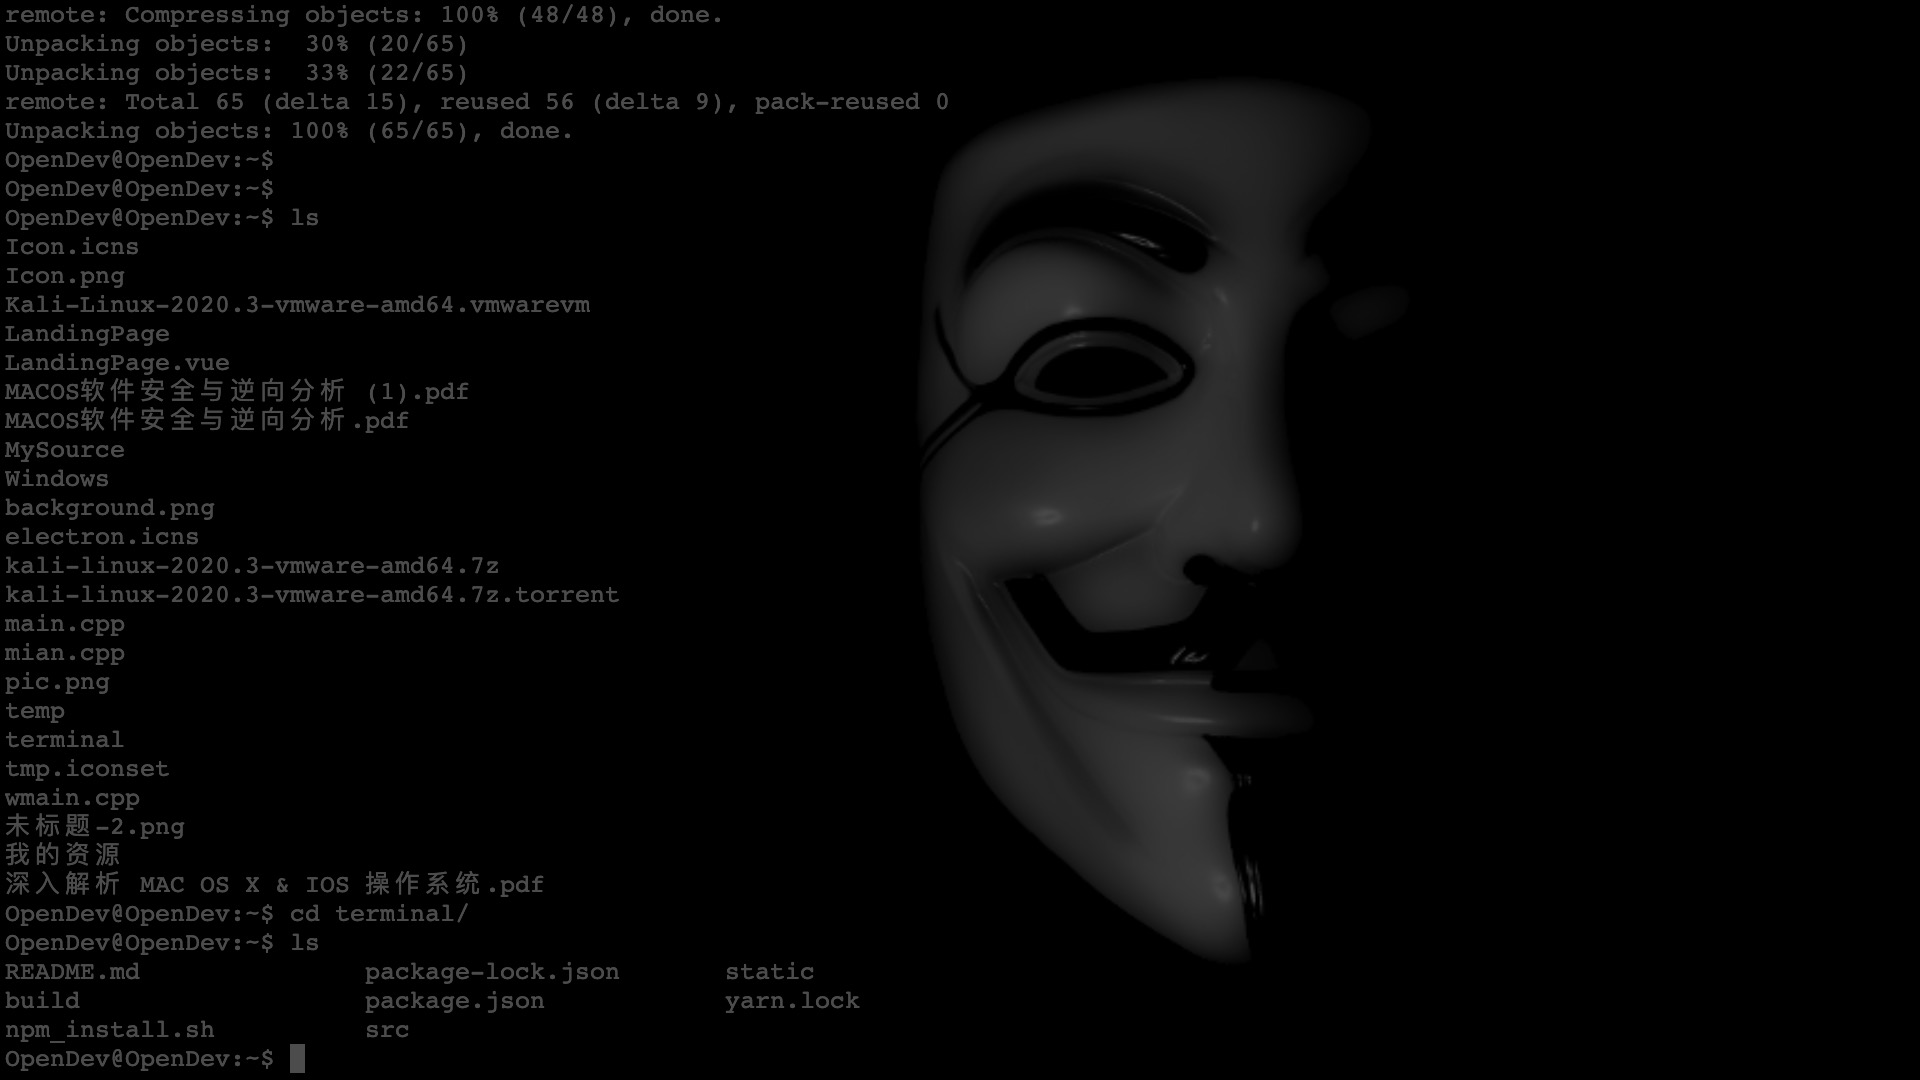 remote: Compressing objects: 100% (48/48), done.
Unpacking objects:  30% (20/65)
Unpacking objects:  33% (22/65)
remote: Total 65 (delta 15), reused 56 (delta 9), pack-reused 0
Unpacking objects: 100% (65/65), done.
OpenDev@OpenDev:~$
OpenDev@OpenDev:~$
OpenDev@OpenDev:~$ ls
Icon.icns
Icon.png
Kali-Linux-2020.3-vmware-amd64.vmwarevm
LandingPage
LandingPage.vue
MACOS软件安全与逆向分析 (1).pdf
MACOS软件安全与逆向分析.pdf
MySource
Windows
background.png
electron.icns
kali-linux-2020.3-vmware-amd64.7z
kali-linux-2020.3-vmware-amd64.7z.torrent
main.cpp
mian.cpp
pic.png
temp
terminal
tmp.iconset
wmain.cpp
未标题-2.png
我的资源
深入解析 MAC OS X & IOS 操作系统.pdf
OpenDev@OpenDev:~$ cd terminal/
OpenDev@OpenDev:~$ ls
README.md               package-lock.json       static
build                   package.json            yarn.lock
npm_install.sh          src
OpenDev@OpenDev:~$